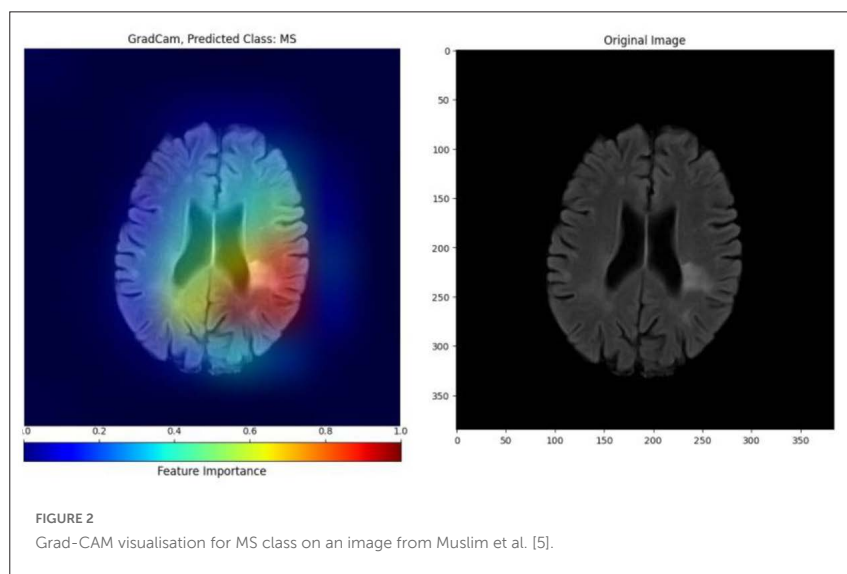 GradCam, Predicted Class: MS
Original Image
0
50
100
150
200
250
300
350
0 50 100 150 200 250 300 350
.0 0.2 0.4 0.6 0.8 1.0
Feature Importance
FIGURE 2
Grad-CAM visualisation for MS class on an image from Muslim et al. [5].